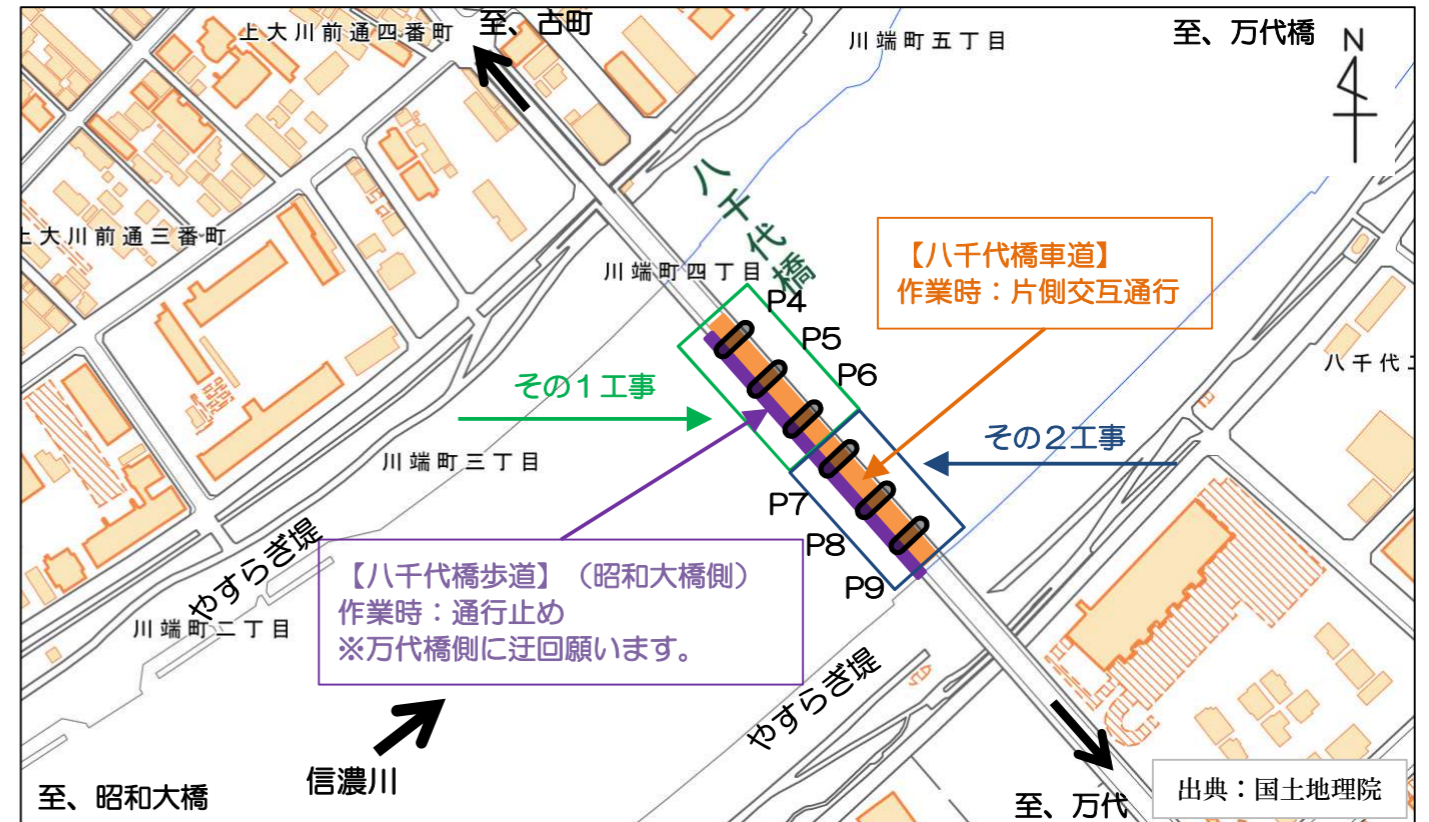 至、古町
上大川前通四番町
川端町五丁目
至、万代橋
N
八千代橋
上大川前通三番町
川端町四丁目
【八千代橋車道】
作業時：片側交互通行
P4
P5
P6
その１工事
八千代
その２工事
川端町三丁目
P7
P8
P9
やすらぎ堤
【八千代橋歩道】（昭和大橋側）
作業時：通行止め
※万代橋側に迂回願います。
川端町二丁目
やすらぎ堤
信濃川
至、昭和大橋
至、万代
出典：国土地理院